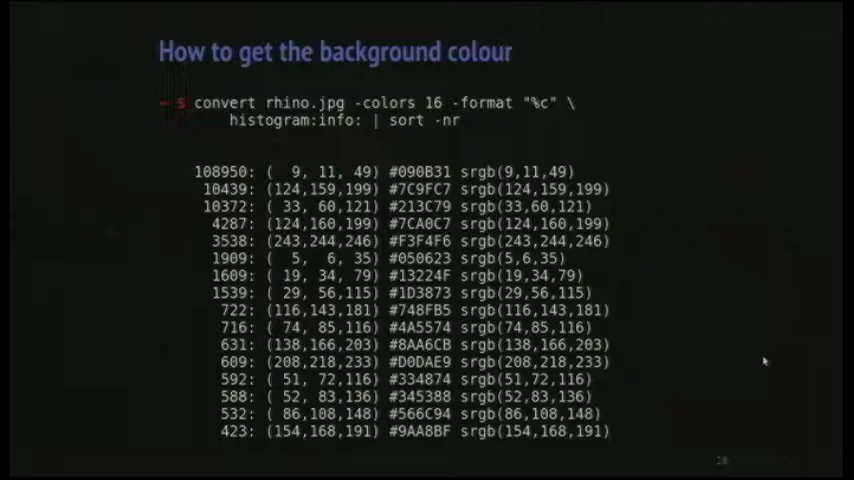 How to get the background colour
~ $ convert rhino.jpg -colors 16 -format "%c" \
histogram:info: | sort -nr
108950: (  9, 11, 49) #090B31 srgb(9,11,49)
10439: (124,159,199) #7C9FC7 srgb(124,159,199)
10372: ( 33, 60,121) #213C79 srgb(33,60,121)
4287: (124,160,199) #7CA0C7 srgb(124,160,199)
3538: (243,244,246) #F3F4F6 srgb(243,244,246)
1909: (  5,  6, 35) #050623 srgb(5,6,35)
1609: ( 19, 34, 79) #13224F srgb(19,34,79)
1539: ( 29, 56,115) #1D3873 srgb(29,56,115)
722: (116,143,181) #748FB5 srgb(116,143,181)
716: ( 74, 85,116) #4A5574 srgb(74,85,116)
631: (138,166,203) #8AA6CB srgb(138,166,203)
609: (208,218,233) #D0DAE9 srgb(208,218,233)
592: ( 51, 72,116) #334874 srgb(51,72,116)
588: ( 52, 83,136) #345388 srgb(52,83,136)
532: ( 86,108,148) #566C94 srgb(86,108,148)
423: (154,168,191) #9AA8BF srgb(154,168,191)
28